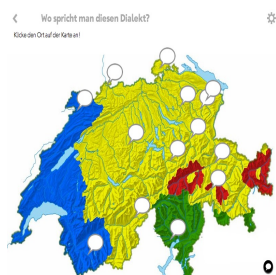 Wo spricht man diesen Dialekt?
Klicke den Ort auf der Karte an!